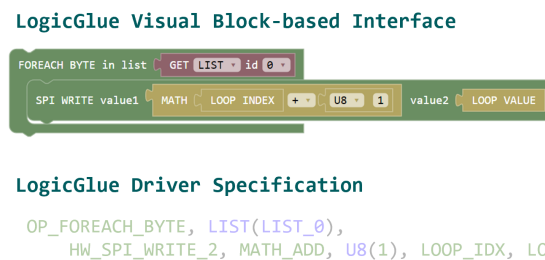 LogicGlue Visual Block-based Interface
FOREACH BYTE in list GET LIST id 0
SPI WRITE value1 MATH LOOP INDEX + U8 1 value2 LOOP VALUE
LogicGlue Driver Specification
OP_FOREACH_BYTE, LIST(LIST_0),
HW_SPI_WRITE_2, MATH_ADD, U8(1), LOOP_IDX, LO